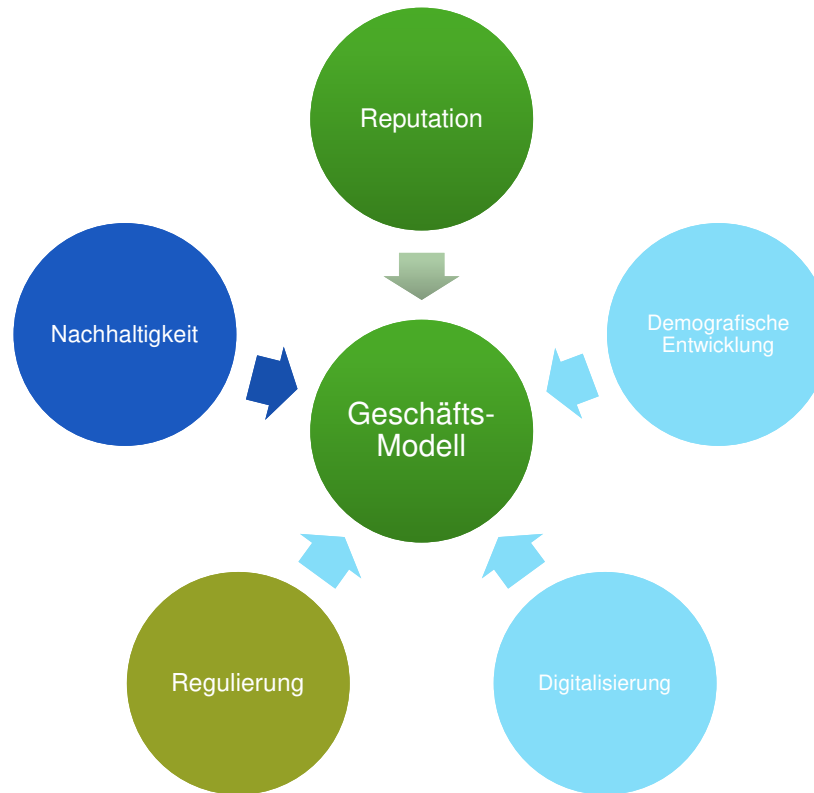 Reputation
Nachhaltigkeit
Demografische
Entwicklung
Geschäfts-
Modell
Regulierung
Digitalisierung